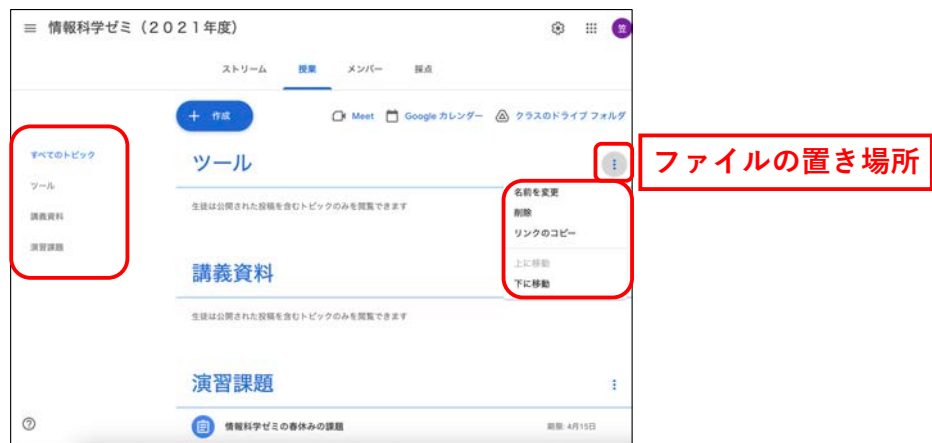 情報科学ゼミ（２０２１年度）
笠
ストリーム 授業 メンバー 採点
＋ 作成 Meet Google カレンダー クラスのドライブ フォルダ
すべてのトピック
ツール
講義資料
演習課題
ツール
ファイルの置き場所
生徒は公開された投稿を含むトピックのみを閲覧できます
名前を変更
削除
リンクのコピー
上に移動
下に移動
講義資料
生徒は公開された投稿を含むトピックのみを閲覧できます
演習課題
情報科学ゼミの春休みの課題 期限: 4月15日